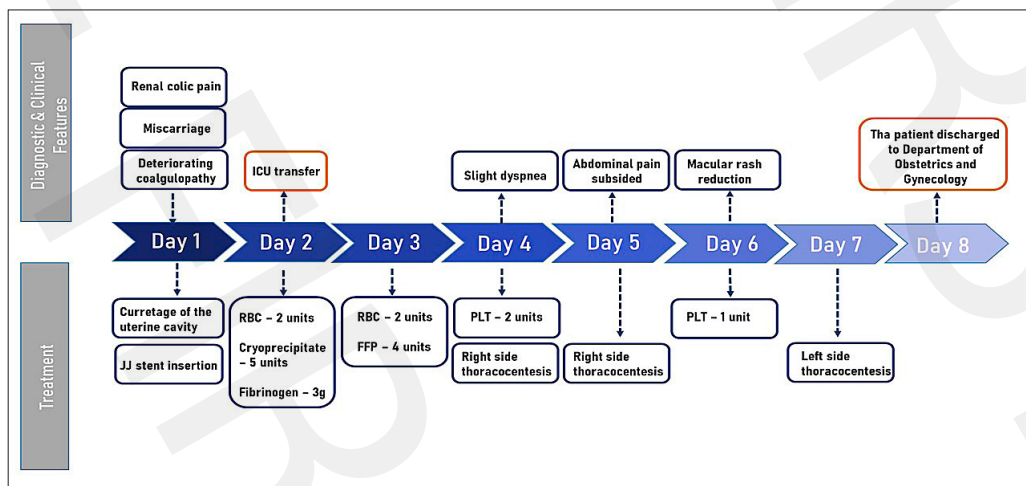 Diagnostic & Clinical
Features
Renal colic pain
Miscarriage
Deteriorating
coalgulopathy
ICU transfer
Slight dyspnea
Abdominal pain
subsided
Macular rash
reduction
Tha patient discharged
to Department of
Obstetrics and
Gynecology
Day 1
Day 2
Day 3
Day 4
Day 5
Day 6
Day 7
Day 8
Treatment
Curretage of the
uterine cavity
JJ stent insertion
RBC – 2 units
Cryoprecipitate
– 5 units
Fibrinogen – 3g
RBC – 2 units
FFP – 4 units
PLT – 2 units
Right side
thoracocentesis
Right side
thoracocentesis
PLT – 1 unit
Left side
thoracocentesis